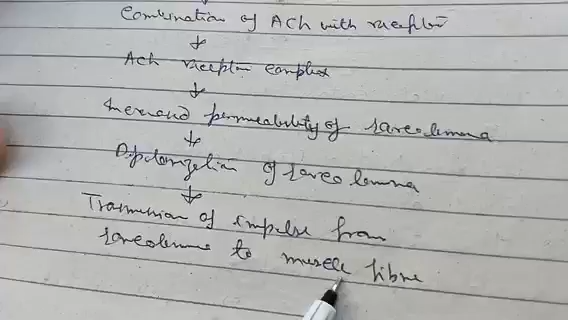 Combination of ACh with receptor
↓
Ach receptor complex
↓
Increased permeability of sarcolemma
↓
Dipolarization of sarcolemma
↓
Transmission of impulse from
sarcolemma to muscle fibre